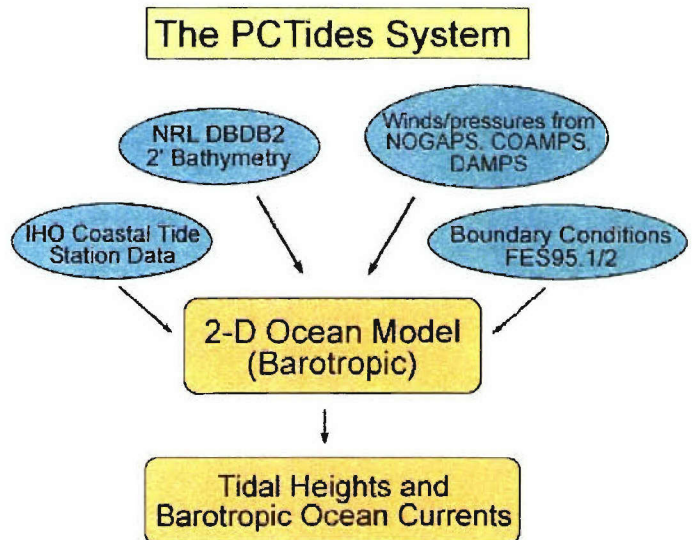 The PCTides System
NRL DBDB2
2' Bathymetry
Winds/pressures from
NOGAPS, COAMPS,
DAMPS
IHO Coastal Tide
Station Data
Boundary Conditions
FES95.1/2
2-D Ocean Model
(Barotropic)
Tidal Heights and
Barotropic Ocean Currents